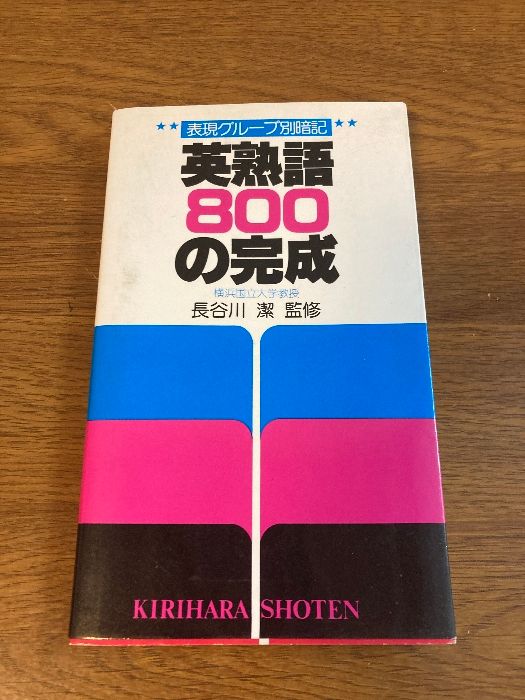 ★★ 表現グループ別暗記 ★★
英熟語
800
の完成
横浜国立大学教授
長谷川 潔 監修
KIRIHARA SHOTEN